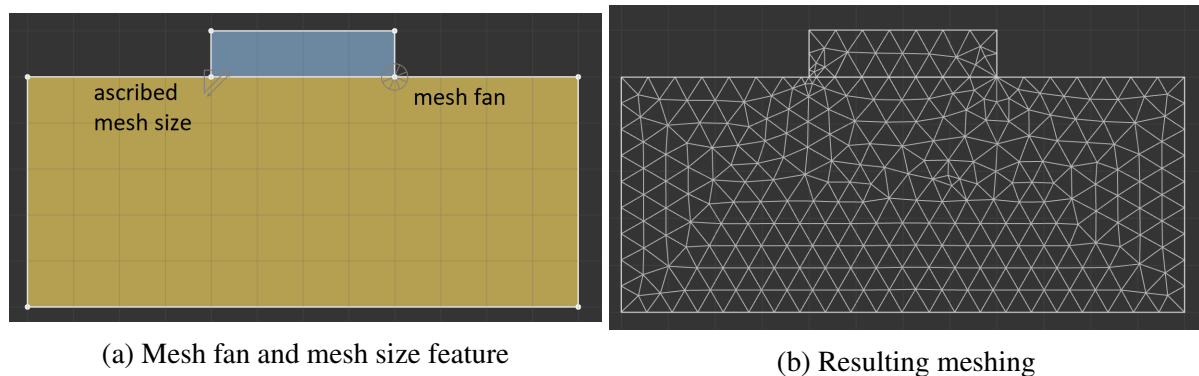 ascribed
mesh size
mesh fan
(a) Mesh fan and mesh size feature
(b) Resulting meshing